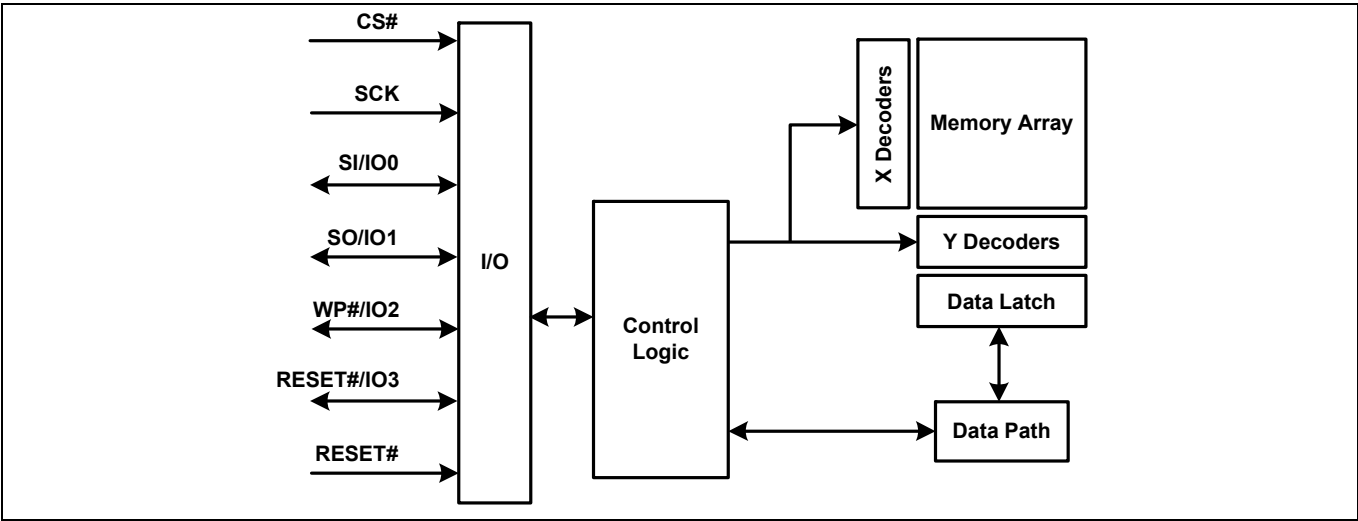 CS#
SCK
SI/IO0
SO/IO1
WP#/IO2
RESET#/IO3
RESET#
I/O
Control
Logic
X Decoders
Memory Array
Y Decoders
Data Latch
Data Path